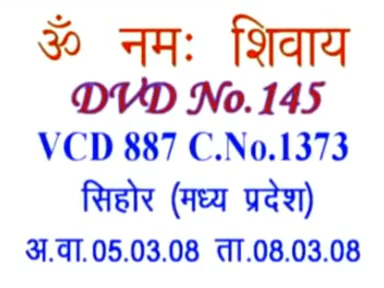 ॐ नमः शिवाय
DVD No.145
VCD 887 C.No.1373
सिहोर (मध्य प्रदेश)
अ.वा.05.03.08 ता.08.03.08